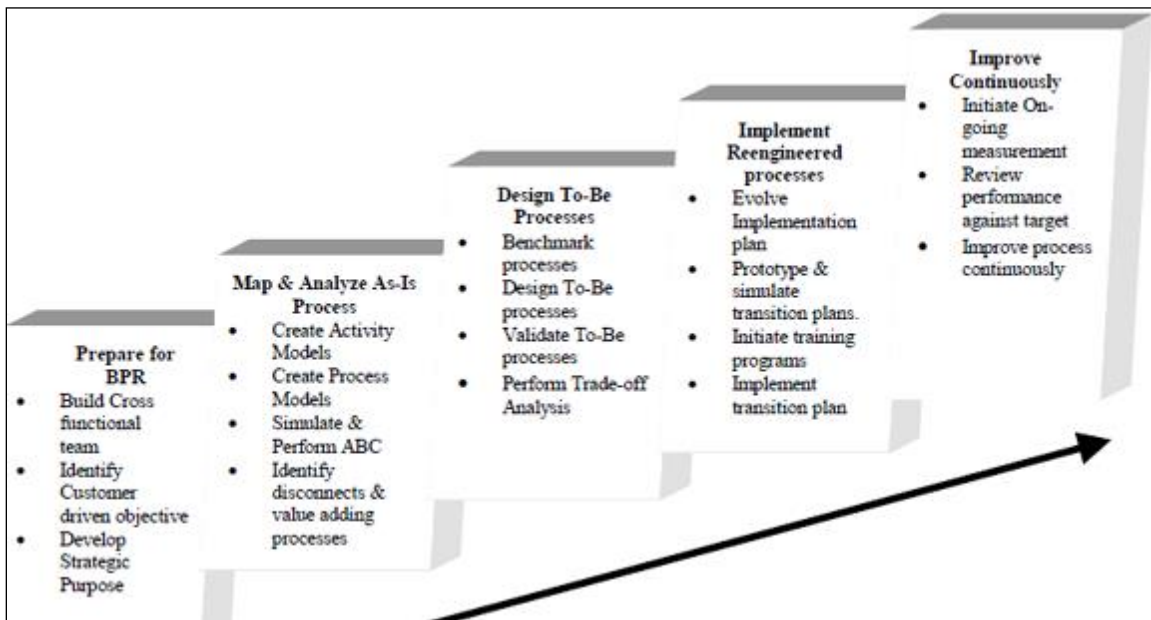 Prepare for
BPR
• Build Cross
functional
team
• Identify
Customer
driven objective
• Develop
Strategic
Purpose
Map & Analyze As-Is
Process
• Create Activity
Models
• Create Process
Models
• Simulate &
Perform ABC
• Identify
disconnects &
value adding
processes
Design To-Be
Processes
• Benchmark
processes
• Design To-Be
processes
• Validate To-Be
processes
• Perform Trade-off
Analysis
Implement
Reengineered
processes
• Evolve
Implementation
plan
• Prototype &
simulate
transition plans.
• Initiate training
programs
• Implement
transition plan
Improve
Continuously
• Initiate On-
going
measurement
• Review
performance
against target
• Improve process
continuously